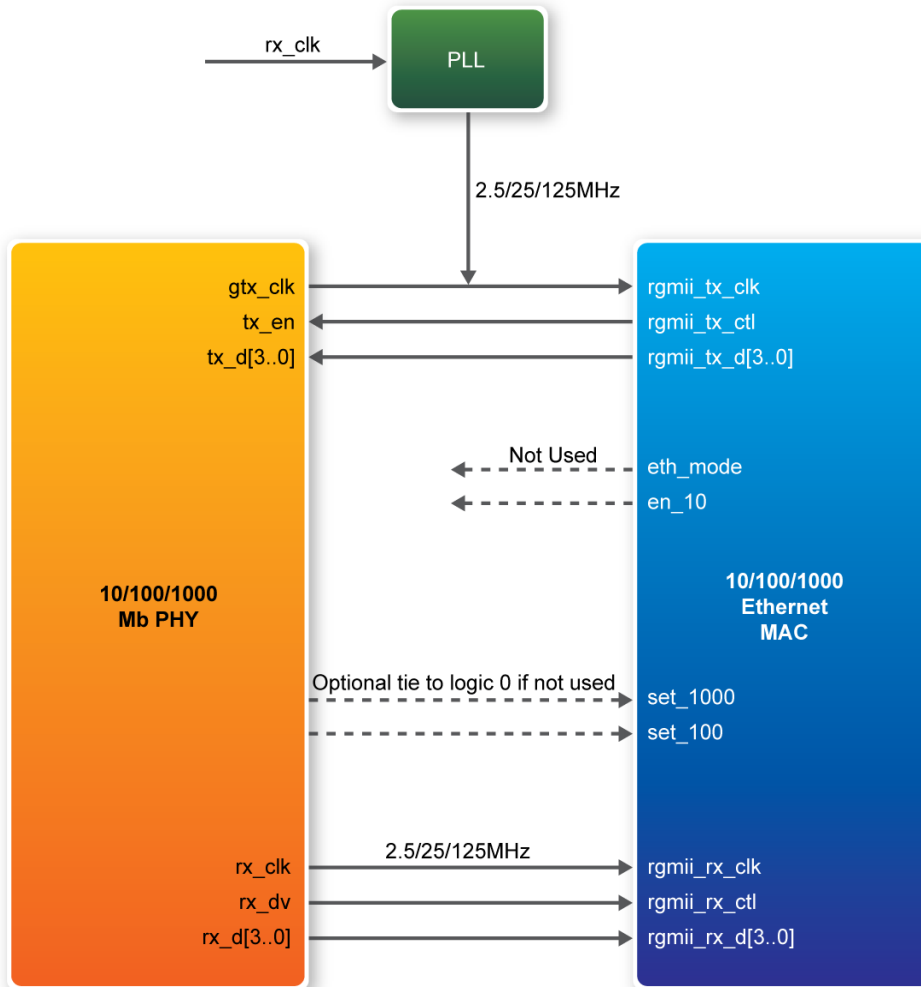 rx_clk
PLL
2.5/25/125MHz
gtx_clk
rgmii_tx_clk
tx_en
rgmii_tx_ctl
tx_d[3..0]
rgmii_tx_d[3..0]
Not Used
eth_mode
en_10
10/100/1000
Mb PHY
10/100/1000
Ethernet
MAC
Optional tie to logic 0 if not used
set_1000
set_100
2.5/25/125MHz
rx_clk
rgmii_rx_clk
rx_dv
rgmii_rx_ctl
rx_d[3..0]
rgmii_rx_d[3..0]